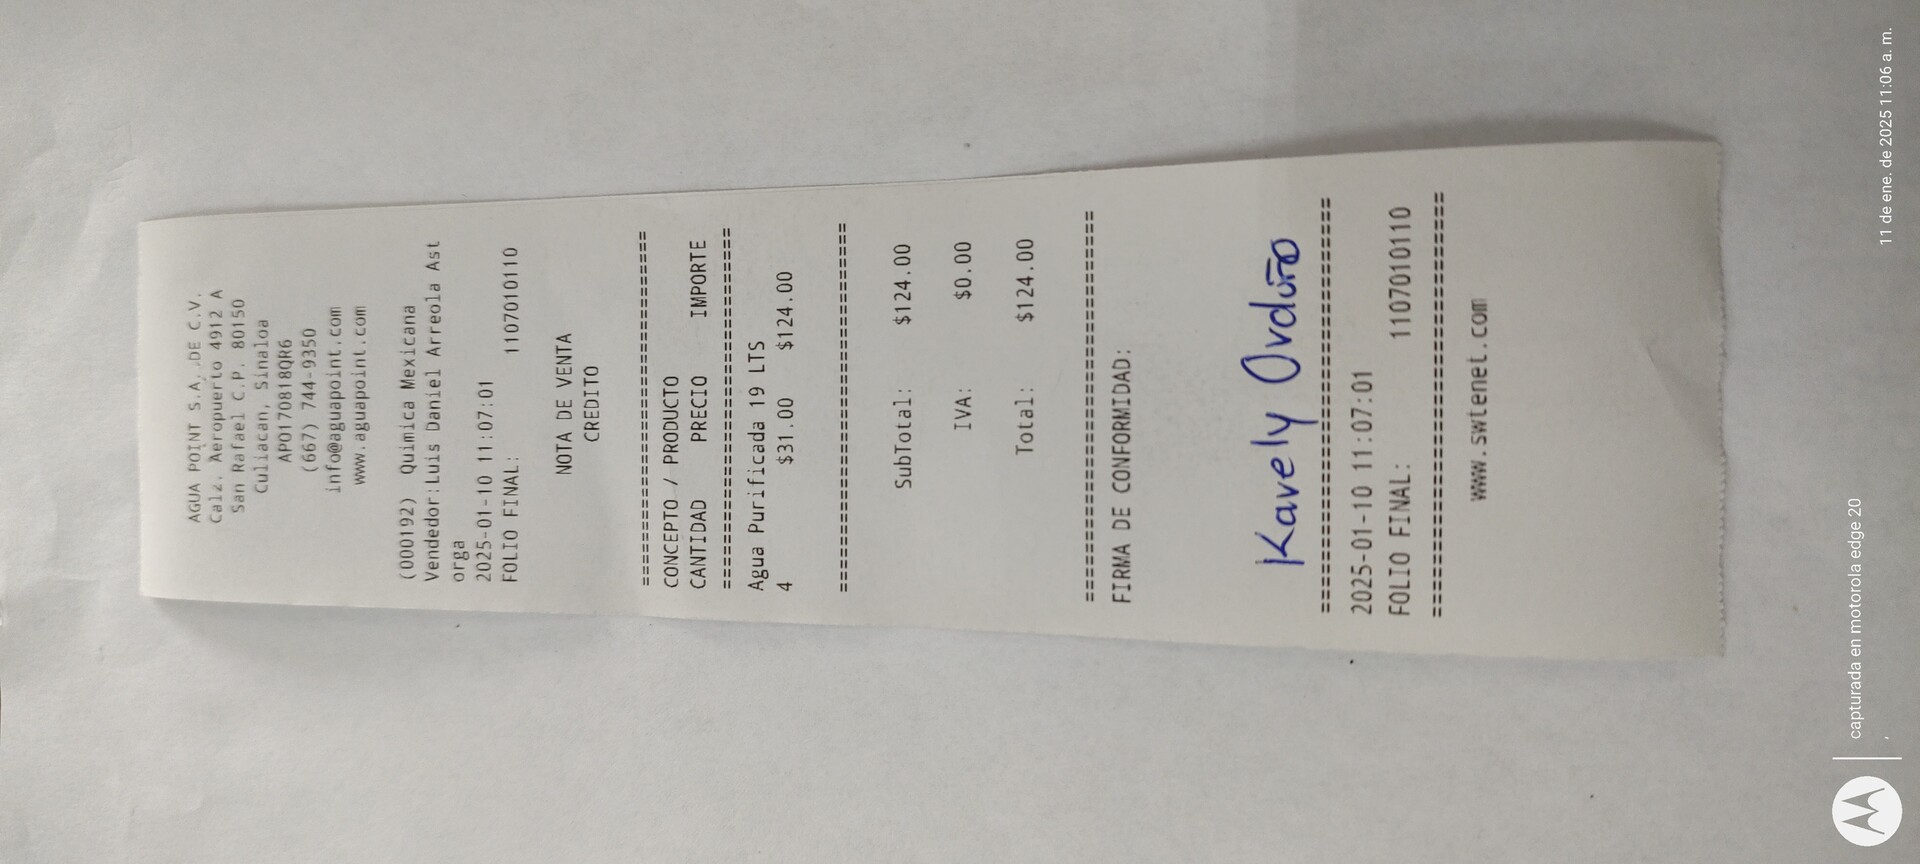 AGUA POINT S.A. DE C.V.
Calz. Aeropuerto 4912 A
San Rafael C.P. 80150
Culiacan, Sinaloa
APO170818QR6
(667) 744-9350
info@aguapoint.com
www.aguapoint.com
(000192) Quimica Mexicana
Vendedor:Luis Daniel Arreola Ast
orga
2025-01-10 11:07:01
FOLIO FINAL: 1107010110
NOTA DE VENTA
CREDITO
================================
CONCEPTO / PRODUCTO
CANTIDAD PRECIO IMPORTE
================================
Agua Purificada 19 LTS
4 $31.00 $124.00
================================
SubTotal: $124.00
IVA: $0.00
Total: $124.00
================================
FIRMA DE CONFORMIDAD:
Kavely Orduño
================================
2025-01-10 11:07:01
FOLIO FINAL: 1107010110
================================
www.swtenet.com
capturada en motorola edge 20
,
11 de ene. de 2025 11:06 a. m.